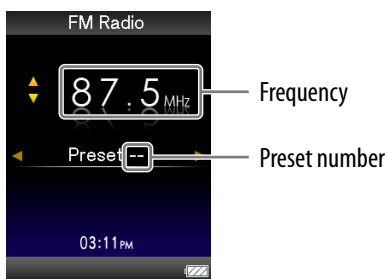 FM Radio
87.5MHz
Frequency
Preset --
Preset number
03:11PM